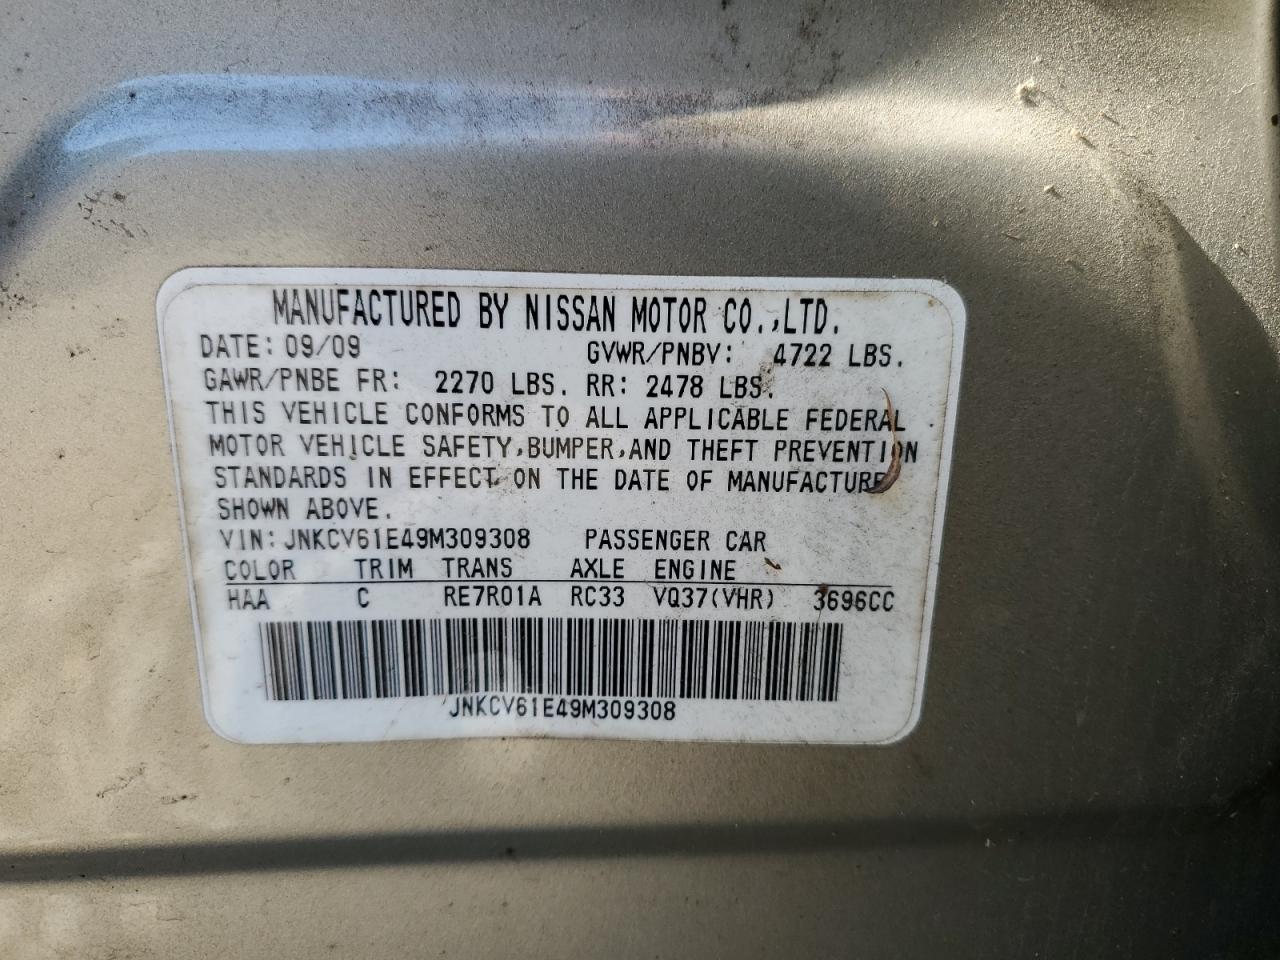 MANUFACTURED BY NISSAN MOTOR CO.,LTD.
DATE: 09/09 GVWR/PNBV: 4722 LBS.
GAWR/PNBE FR: 2270 LBS. RR: 2478 LBS.
THIS VEHICLE CONFORMS TO ALL APPLICABLE FEDERAL
MOTOR VEHICLE SAFETY,BUMPER,AND THEFT PREVENTION
STANDARDS IN EFFECT ON THE DATE OF MANUFACTURE
SHOWN ABOVE.
VIN: JNKCV61E49M309308 PASSENGER CAR
COLOR TRIM TRANS AXLE ENGINE
HAA C RE7R01A RC33 VQ37(VHR) 3696CC
JNKCV61E49M309308